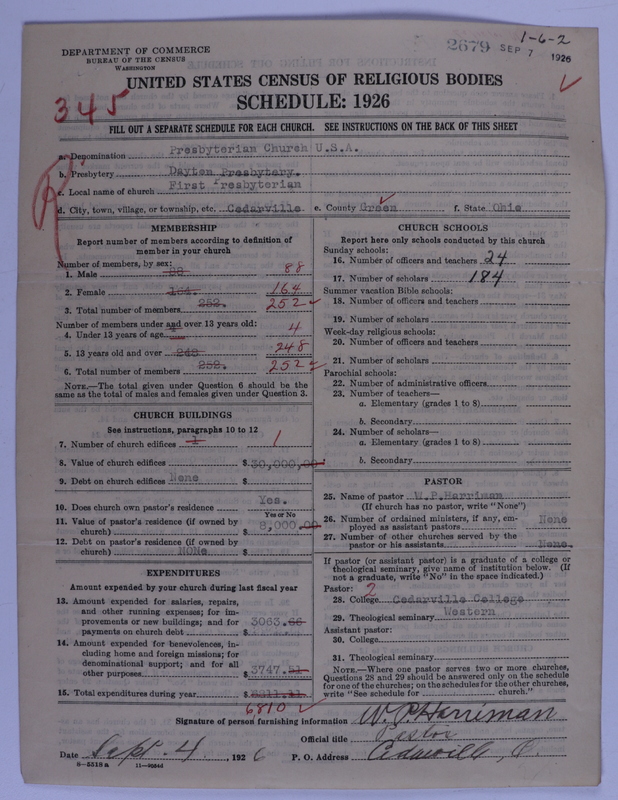 1-6-2
2679 SEP 7 1926
DEPARTMENT OF COMMERCE
BUREAU OF THE CENSUS
WASHINGTON
UNITED STATES CENSUS OF RELIGIOUS BODIES
SCHEDULE: 1926
345
FILL OUT A SEPARATE SCHEDULE FOR EACH CHURCH. SEE INSTRUCTIONS ON THE BACK OF THIS SHEET
a. Denomination Presbyterian Church U.S.A.
b. Presbytery Dayton Presbytery.
c. Local name of church First Presbyterian
d. City, town, village, or township, etc. Cedarville e. County Green f. State Ohio
MEMBERSHIP
Report number of members according to definition of
member in your church
Number of members, by sex:
1. Male 88 88
2. Female 164. 164
3. Total number of members 252. 252
Number of members under and over 13 years old:
4. Under 13 years of age 4
5. 13 years old and over 248 248
6. Total number of members 252. 252
NOTE.—The total given under Question 6 should be
same as the total of males and females given under Question 3.
CHURCH BUILDINGS
See instructions, paragraphs 10 to 12
7. Number of church edifices 1 1
8. Value of church edifices $ 30,000,00
9. Debt on church edifices None $
10. Does church own pastor's residence Yes.
Yes or No
11. Value of pastor's residence (if owned by
church) $ 8,000.00
12. Debt on pastor's residence (if owned by
church) NONe $
EXPENDITURES
Amount expended by your church during last fiscal year
13. Amount expended for salaries, repairs,
and other running expenses; for im-
provements or new buildings; and for
payments on church debt $ 3063.
14. Amount expended for benevolences, in-
cluding home and foreign missions; for
denominational support; and for all
other purposes $ 3747.
15. Total expenditures during year $
6810
CHURCH SCHOOLS
Report here only schools conducted by this church
Sunday schools:
16. Number of officers and teachers 24
17. Number of scholars 184
Summer vacation Bible schools:
18. Number of officers and teachers
19. Number of scholars
Week-day religious schools:
20. Number of officers and teachers
21. Number of scholars
Parochial schools:
22. Number of administrative officers
23. Number of teachers—
a. Elementary (grades 1 to 8)
b. Secondary
24. Number of scholars—
a. Elementary (grades 1 to 8)
b. Secondary
PASTOR
25. Name of pastor W.P.Harriman
(If church has no pastor, write "None")
26. Number of ordained ministers, if any, em-
ployed as assistant pastors None
27. Number of other churches served by the
pastor or his assistants None.
If pastor (or assistant pastor) is a graduate of a college or
theological seminary, give name of institution below. (If
not a graduate, write "No" in the space indicated.)
Pastor: 2
28. College Cedarville College
29. Theological seminary Western
Assistant pastor:
30. College
31. Theological seminary
NOTE.—Where one pastor serves two or more churches,
Questions 28 and 29 should be answered only on the schedule
for one of the churches; on the schedules for the other churches,
write "See schedule for church."
Signature of person furnishing information W. P. Harriman
Official title Pastor
Date Sept. 4, 1926 P. O. Address Cedarville, O.
8-5518a 11-9044d